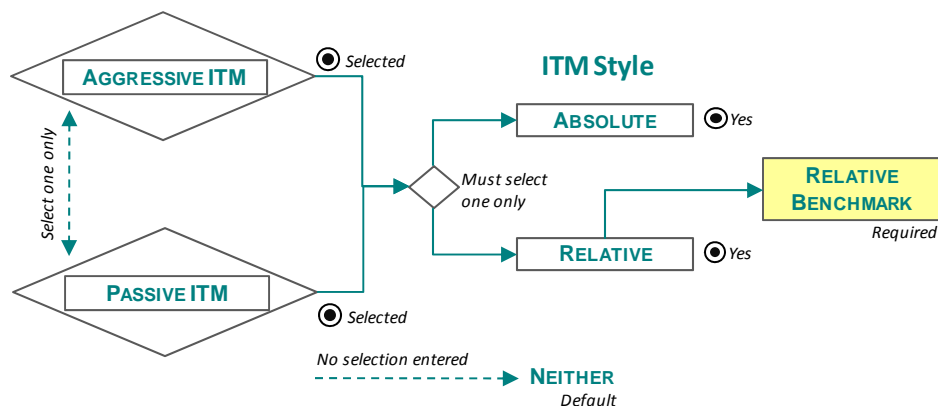 Selected
AGGRESSIVE ITM
ITM Style
ABSOLUTE
Yes
Select one only
Must select
one only
RELATIVE
BENCHMARK
Required
RELATIVE
Yes
PASSIVE ITM
Selected
No selection entered
NEITHER
Default